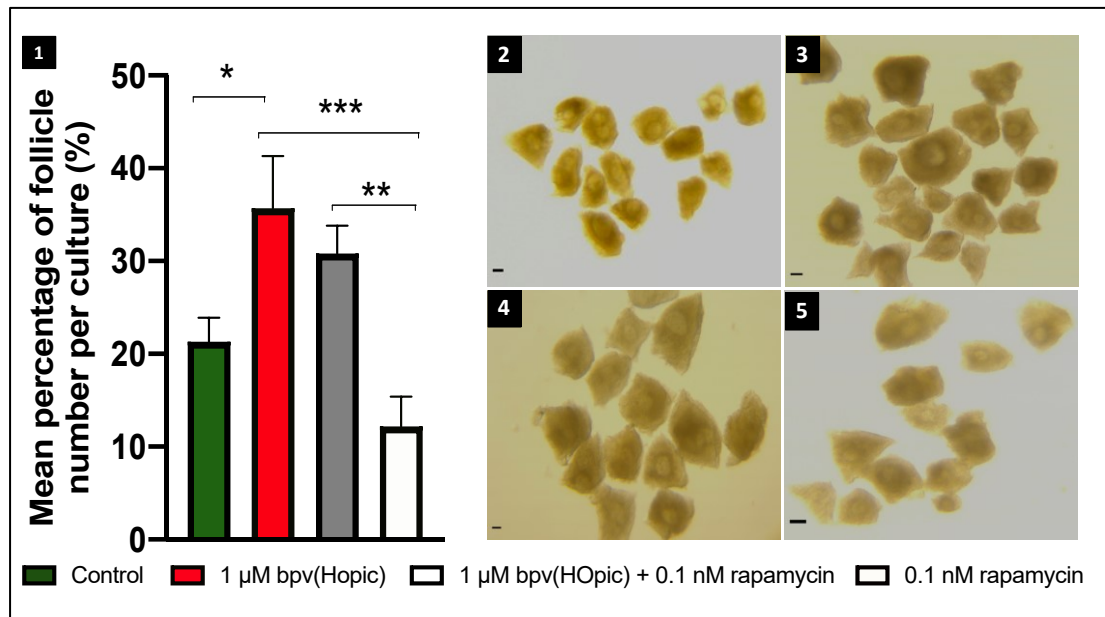 1
2
3
4
5
Mean percentage of follicle
number per culture (%)
50
40
30
20
10
0
*
***
**
Control
1 µM bpv(Hopic)
1 µM bpv(HOpic) + 0.1 nM rapamycin
0.1 nM rapamycin